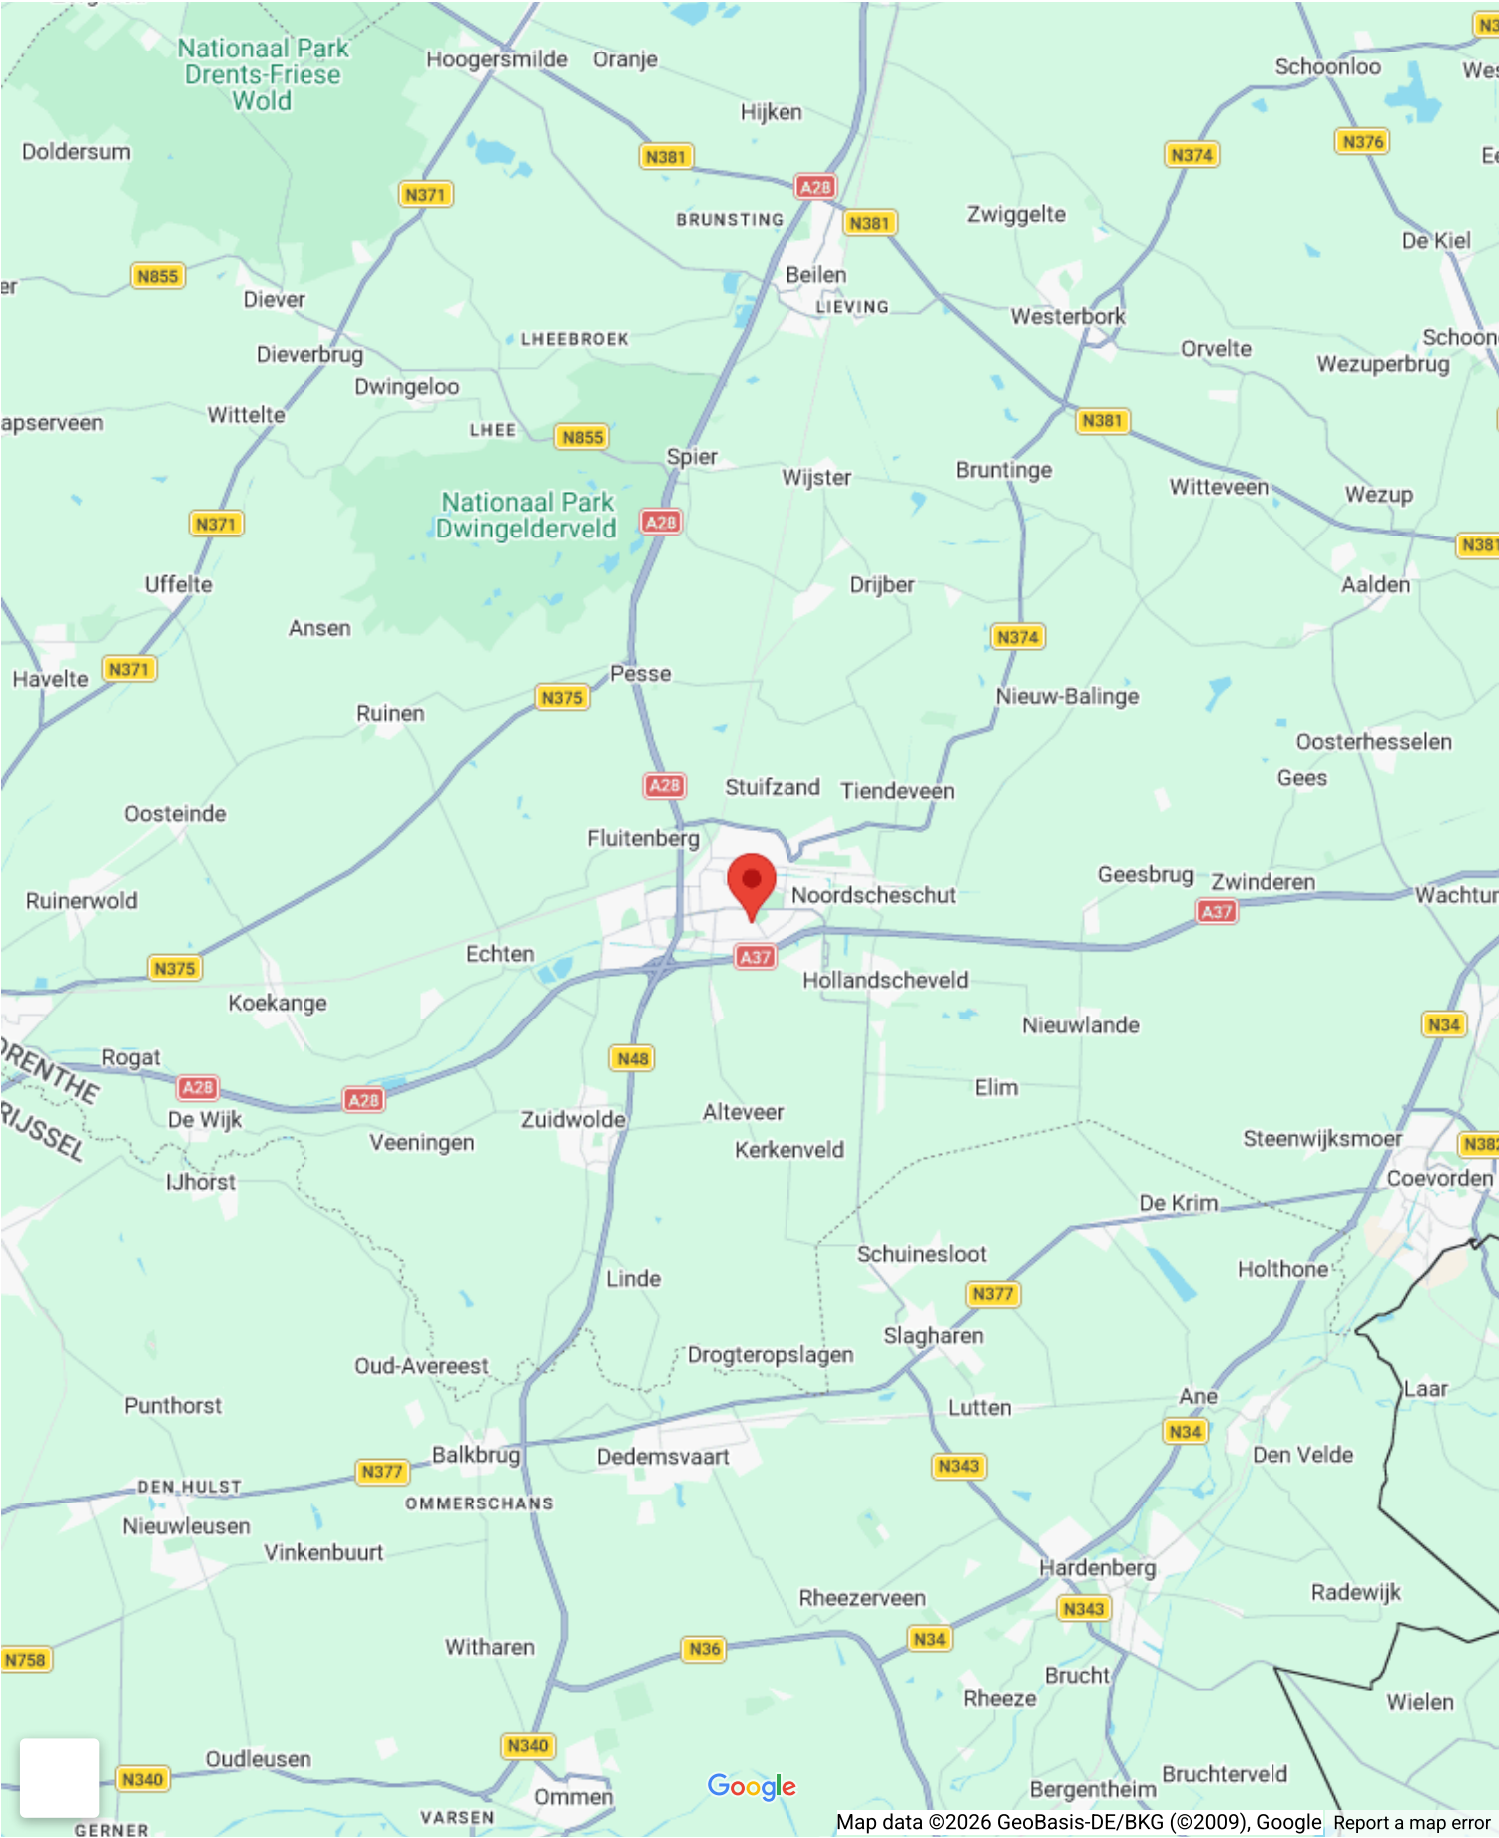 Nationaal Park
Drents-Friese
Wold
Hoogersmilde
Oranje
Schoonloo
Hijken
Doldersum
N381
N374
N376
N371
A28
BRUNSTING
N381
Zwiggelte
De Kiel
N855
Beilen
Diever
LIEVING
Westerbork
LHEEBROEK
Dieverbrug
Orvelte
Wezuperbrug
Dwingeloo
Wittelte
LHEE
N855
N381
Spier
Wijster
Bruntinge
Witteveen
Wezup
Nationaal Park
Dwingelderveld
N371
A28
N381
Uffelte
Drijber
Aalden
Ansen
N374
N371
Havelte
Pesse
N375
Nieuw-Balinge
Ruinen
Oosterhesselen
Gees
A28
Stuifzand
Tiendeveen
Oosteinde
Fluitenberg
Geesbrug
Zwinderen
Noordscheschut
Ruinerwold
A37
Echten
A37
N375
Hollandscheveld
Koekange
Nieuwlande
N34
Rogat
N48
A28
A28
Elim
De Wijk
Zuidwolde
Alteveer
Veeningen
Kerkenveld
Steenwijksmoer
N382
Coevorden
IJhorst
De Krim
Schuinesloot
Holthone
Linde
N377
Slagharen
Drogteropslagen
Oud-Avereest
Laar
Ane
Punthorst
Lutten
N34
Balkbrug
Dedemsvaart
Den Velde
N377
N343
DEN HULST
OMMERSCHANS
Nieuwleusen
Vinkenbuurt
Hardenberg
Radewijk
Rheezerveen
N343
Witharen
N36
N34
N758
Brucht
Rheeze
Wielen
N340
Oudleusen
N340
Google
Bruchterveld
Bergentheim
Ommen
VARSEN
GERNER
Map data ©2026 GeoBasis-DE/BKG (©2009), Google
Report a map error